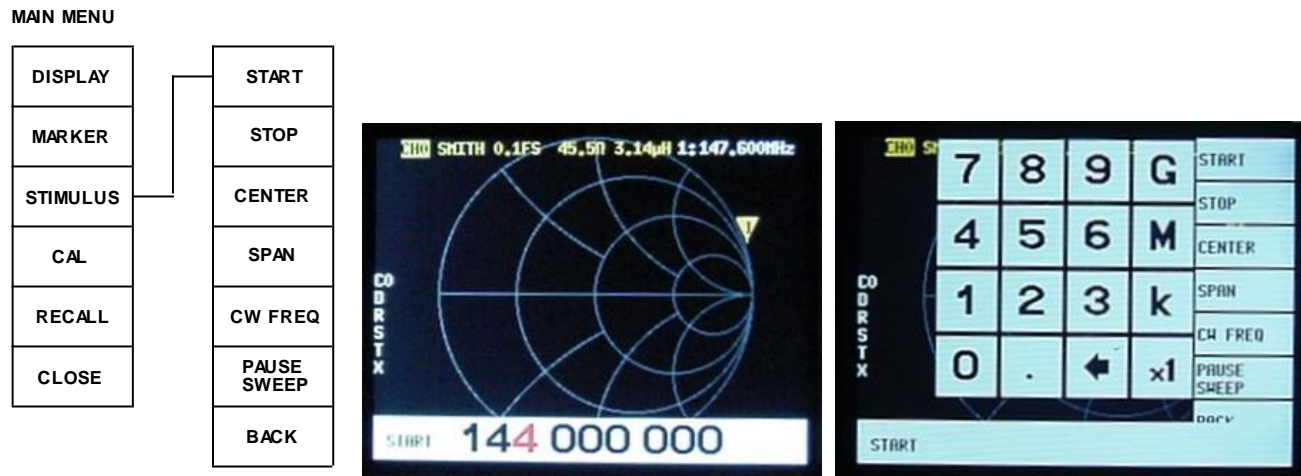 MAIN MENU
DISPLAY
MARKER
STIMULUS
CAL
RECALL
CLOSE
START
STOP
CENTER
SPAN
CW FREQ
PAUSE
SWEEP
BACK
CH0 SMITH 0.1FS 45.5Ω 3.14µH 1:147.600MHz
1
C0
D
R
S
T
X
START 144 000 000
CH0
7 8 9 G
4 5 6 M
1 2 3 k
0 . ← ×1
START
STOP
CENTER
SPAN
CW FREQ
PAUSE
SWEEP
BACK
C0
D
R
S
T
X
START